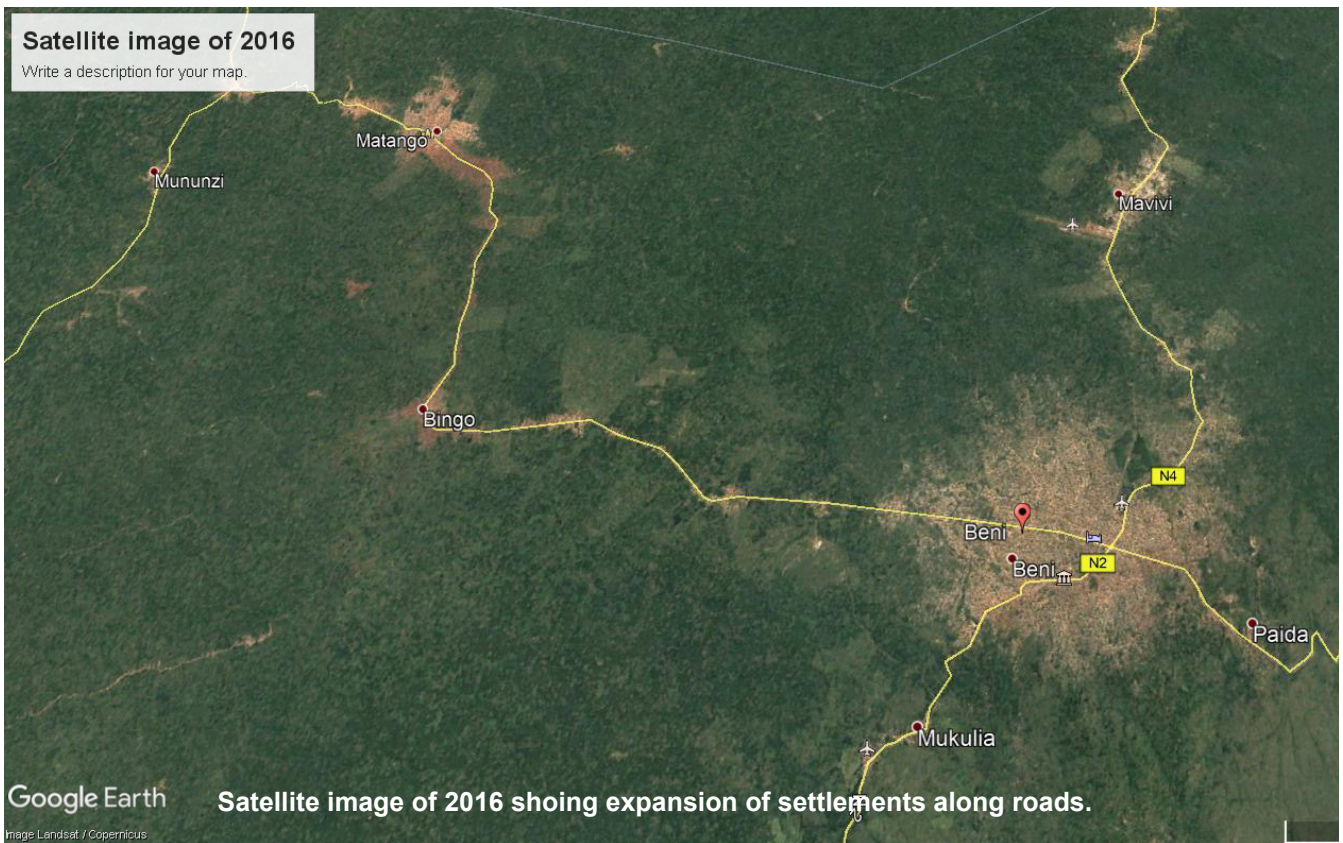 Satellite image of 2016
Write a description for your map.
Matango
Mununzi
Mavivi
Bingo
N4
Beni
Beni
N2
Paida
Mukulia
Google Earth
Satellite image of 2016 shoing expansion of settlements along roads.
mage Landsat / Copernicus